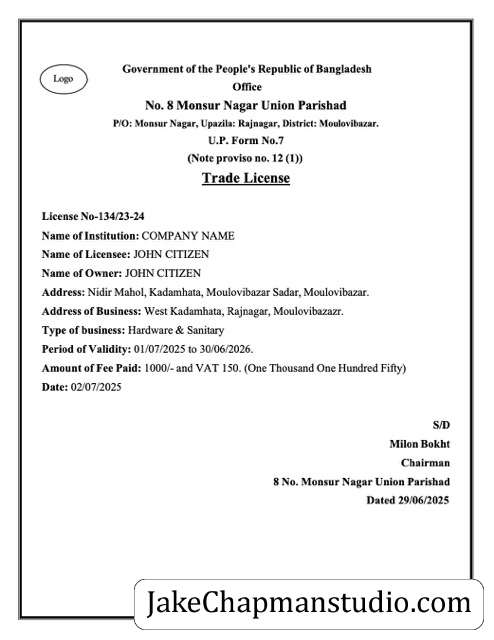 Logo
Government of the People's Republic of Bangladesh
Office
No. 8 Monsur Nagar Union Parishad
P/O: Monsur Nagar, Upazila: Rajnagar, District: Moulovibazar.
U.P. Form No.7
(Note proviso no. 12 (1))
Trade License
License No-134/23-24
Name of Institution: COMPANY NAME
Name of Licensee: JOHN CITIZEN
Name of Owner: JOHN CITIZEN
Address: Nidir Mahol, Kadamhata, Moulovibazar Sadar, Moulovibazar.
Address of Business: West Kadamhata, Rajnagar, Moulovibazazr.
Type of business: Hardware & Sanitary
Period of Validity: 01/07/2025 to 30/06/2026.
Amount of Fee Paid: 1000/- and VAT 150. (One Thousand One Hundred Fifty)
Date: 02/07/2025
S/D
Milon Bokht
Chairman
8 No. Monsur Nagar Union Parishad
Dated 29/06/2025
JakeChapmanstudio.com